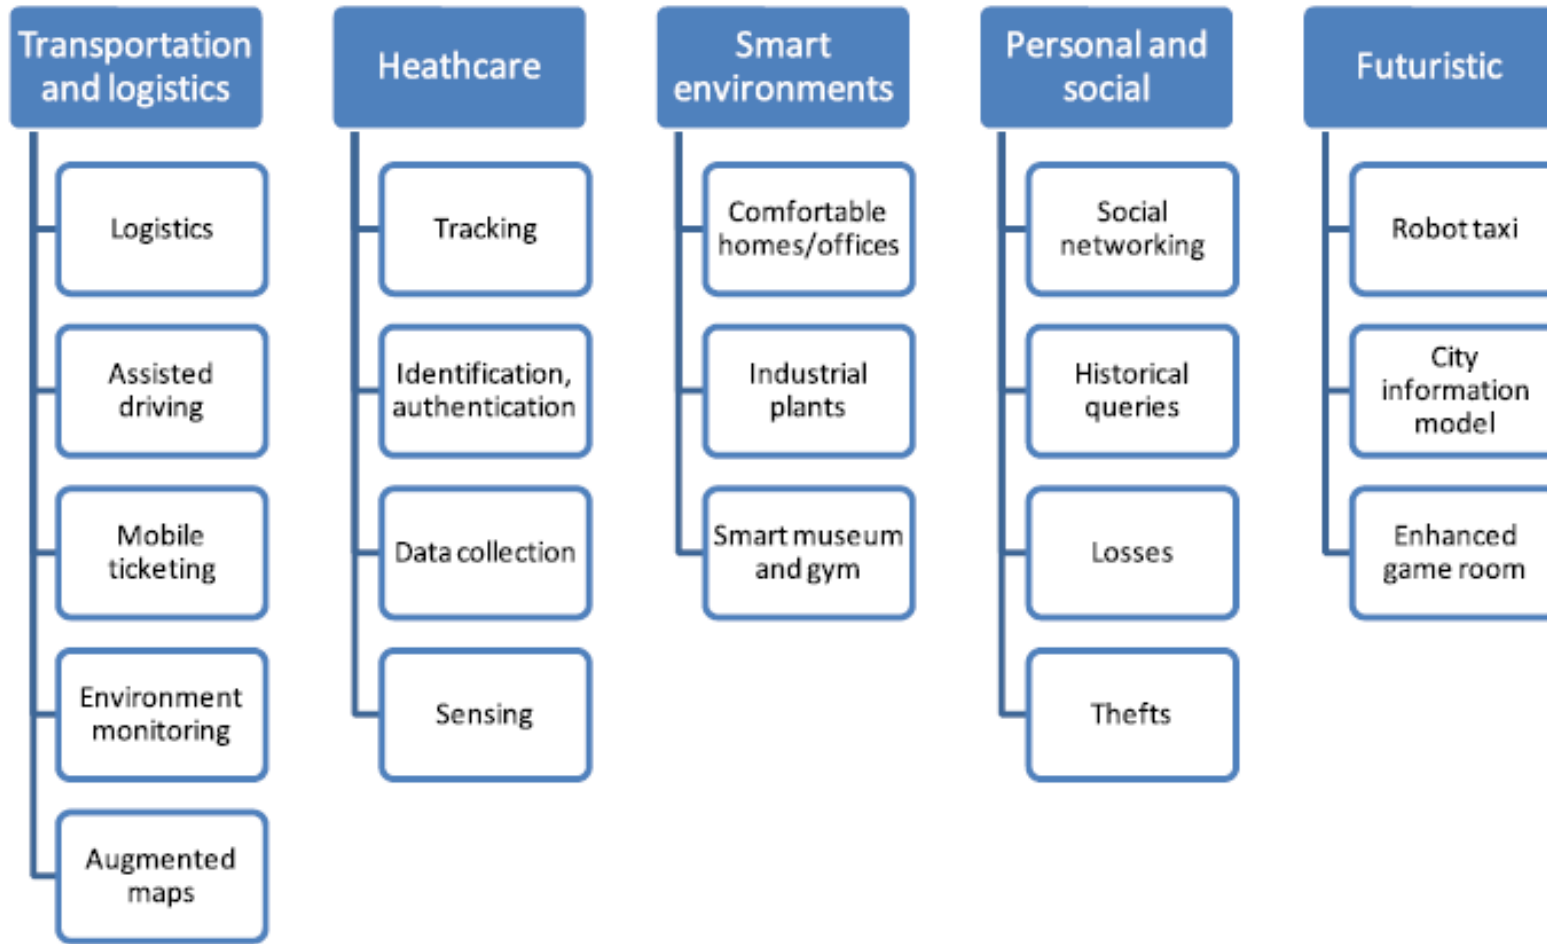 Transportation
and logistics
Logistics
Assisted
driving
Mobile
ticketing
Environment
monitoring
Augmented
maps
Heathcare
Tracking
Identification,
authentication
Data collection
Sensing
Smart
environments
Comfortable
homes/offices
Industrial
plants
Smart museum
and gym
Personal and
social
Social
networking
Historical
queries
Losses
Thefts
Futuristic
Robot taxi
City
information
model
Enhanced
game room